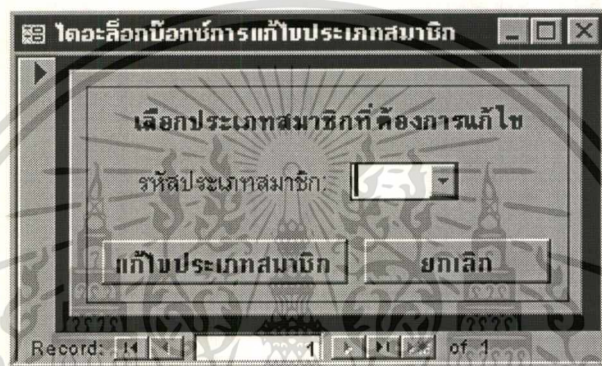 ไดอะล็อกบ็อกซ์การแก้ไขประเภทสมาชิก
เลือกประเภทสมาชิกที่ต้องการแก้ไข
รหัสประเภทสมาชิก:
แก้ไขประเภทสมาชิก ยกเลิก
Record: 1 of 1